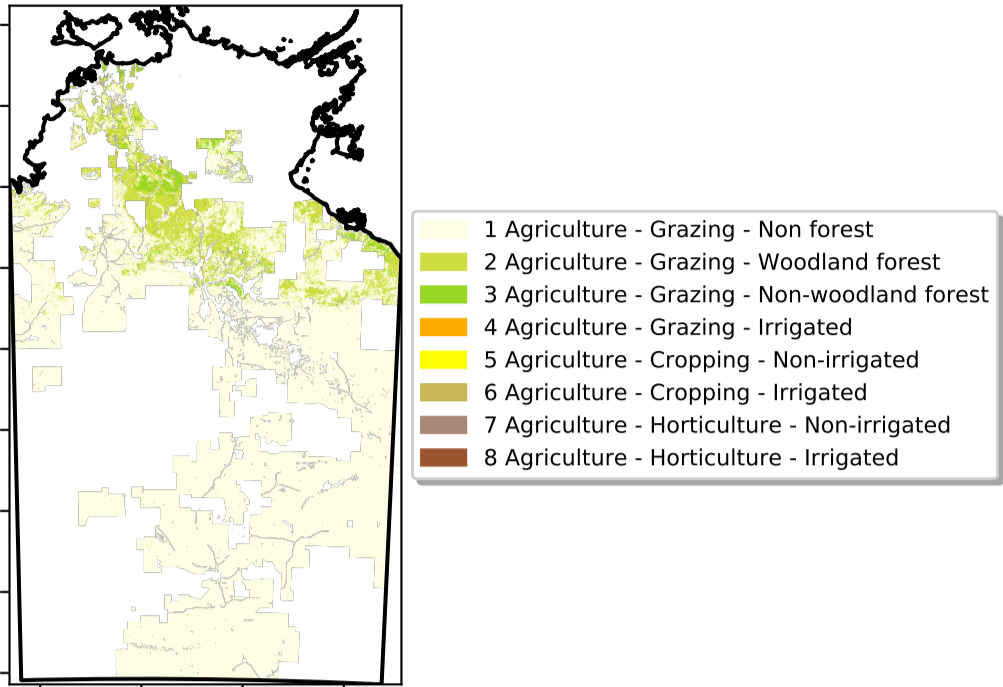 1 Agriculture - Grazing - Non forest
2 Agriculture - Grazing - Woodland forest
3 Agriculture - Grazing - Non-woodland forest
4 Agriculture - Grazing - Irrigated
5 Agriculture - Cropping - Non-irrigated
6 Agriculture - Cropping - Irrigated
7 Agriculture - Horticulture - Non-irrigated
8 Agriculture - Horticulture - Irrigated